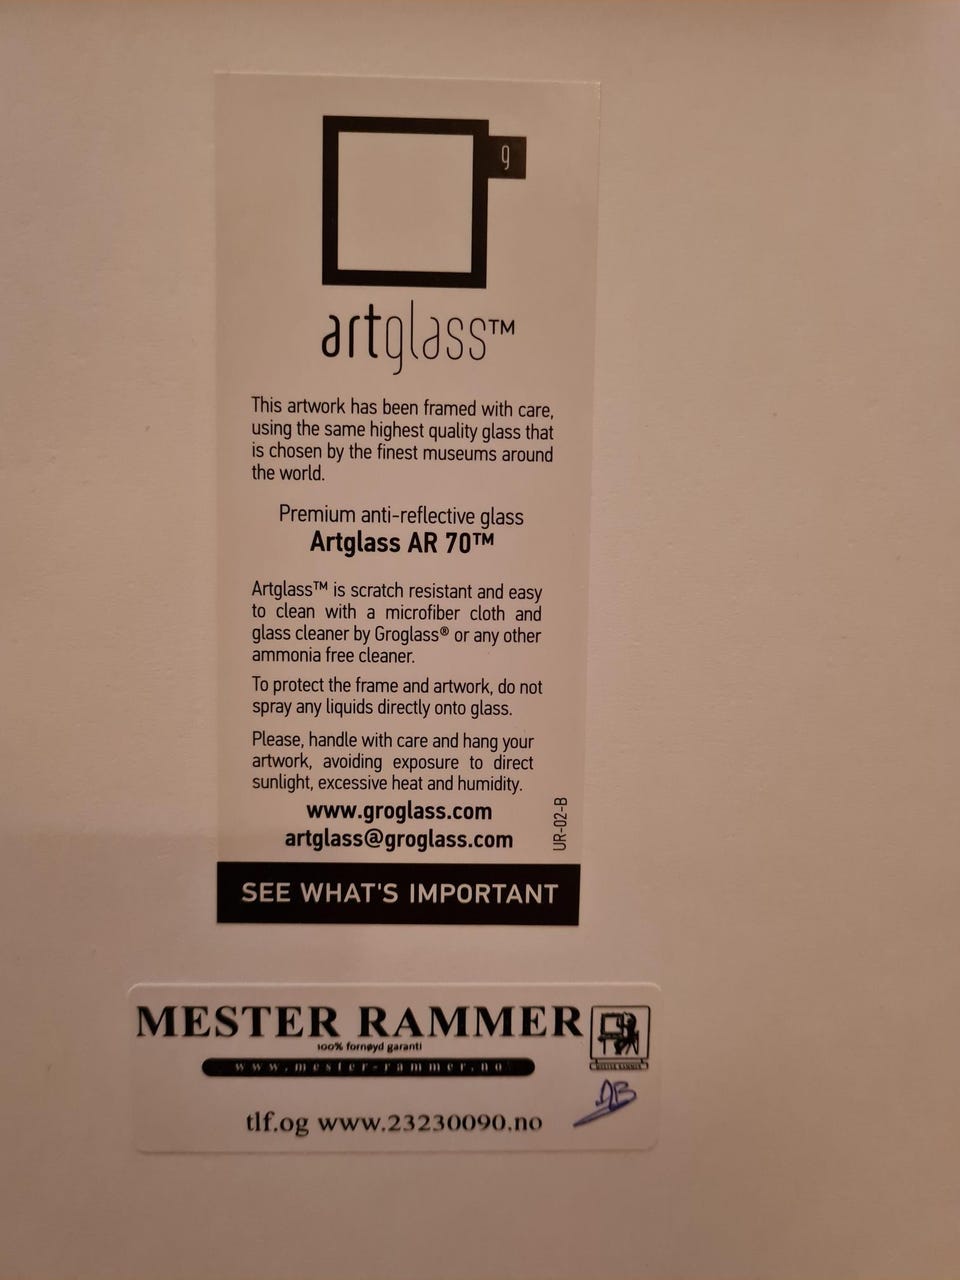 g
artglass™
This artwork has been framed with care,
using the same highest quality glass that
is chosen by the finest museums around
the world.
Premium anti-reflective glass
Artglass AR 70™
Artglass™ is scratch resistant and easy
to clean with a microfiber cloth and
glass cleaner by Groglass® or any other
ammonia free cleaner.
To protect the frame and artwork, do not
spray any liquids directly onto glass.
Please, handle with care and hang your
artwork, avoiding exposure to direct
sunlight, excessive heat and humidity.
www.groglass.com
artglass@groglass.com
UR-02-B
SEE WHAT'S IMPORTANT
MESTER RAMMER
100% fornøyd garanti
www.mester-rammer.no
MESTER RAMMER
tlf.og www.23230090.no
DB